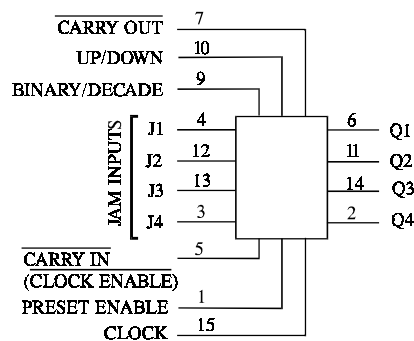 CARRY OUT 7
UP/DOWN 10
BINARY/DECADE 9
JAM INPUTS
J1 4 6 Q1
J2 12 11 Q2
J3 13 14 Q3
J4 3 2 Q4
CARRY IN 5
(CLOCK ENABLE)
PRESET ENABLE 1
CLOCK 15